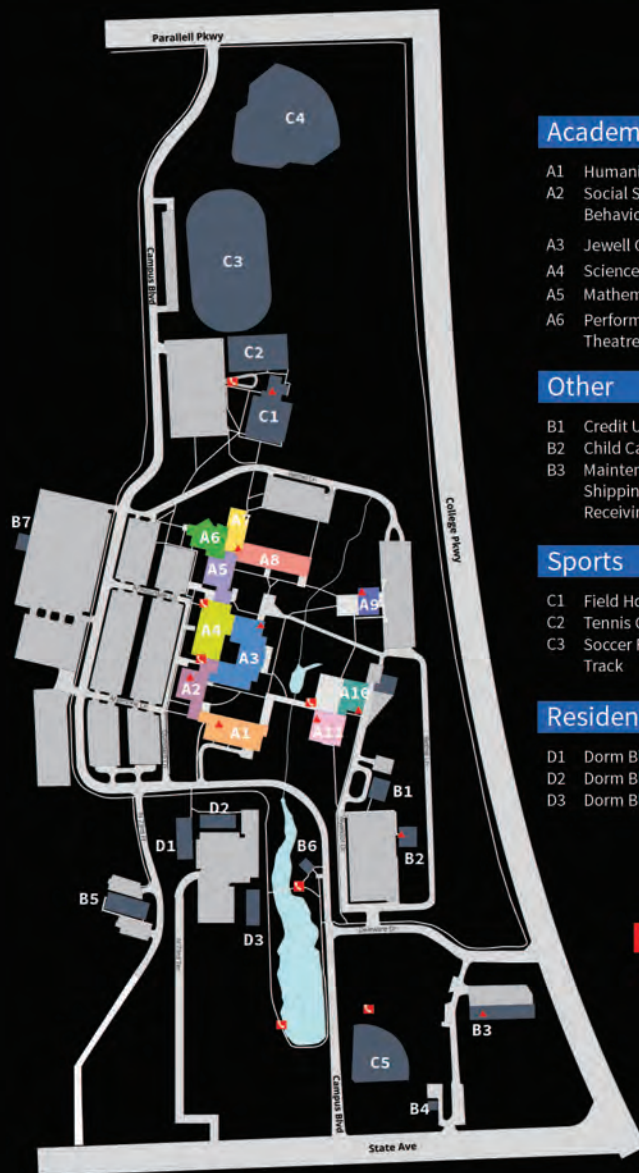 Parallell Pkwy
C4
Campus Blvd
C3
C2
C1
College Pkwy
B7
A7
A6
A8
A5
A9
A4
A3
A2
A10
A1
A11
B1
D2
D1
B6
B2
B5
D3
Delaware Dr
B3
C5
B4
Campus Blvd
State Ave
Academ
A1 Humani
A2 Social S
Behavio
A3 Jewell C
A4 Science
A5 Mathem
A6 Perform
Theatre
Other
B1 Credit U
B2 Child Ca
B3 Mainten
Shippin
Receivin
Sports
C1 Field Ho
C2 Tennis C
C3 Soccer F
Track
Residen
D1 Dorm B
D2 Dorm B
D3 Dorm B